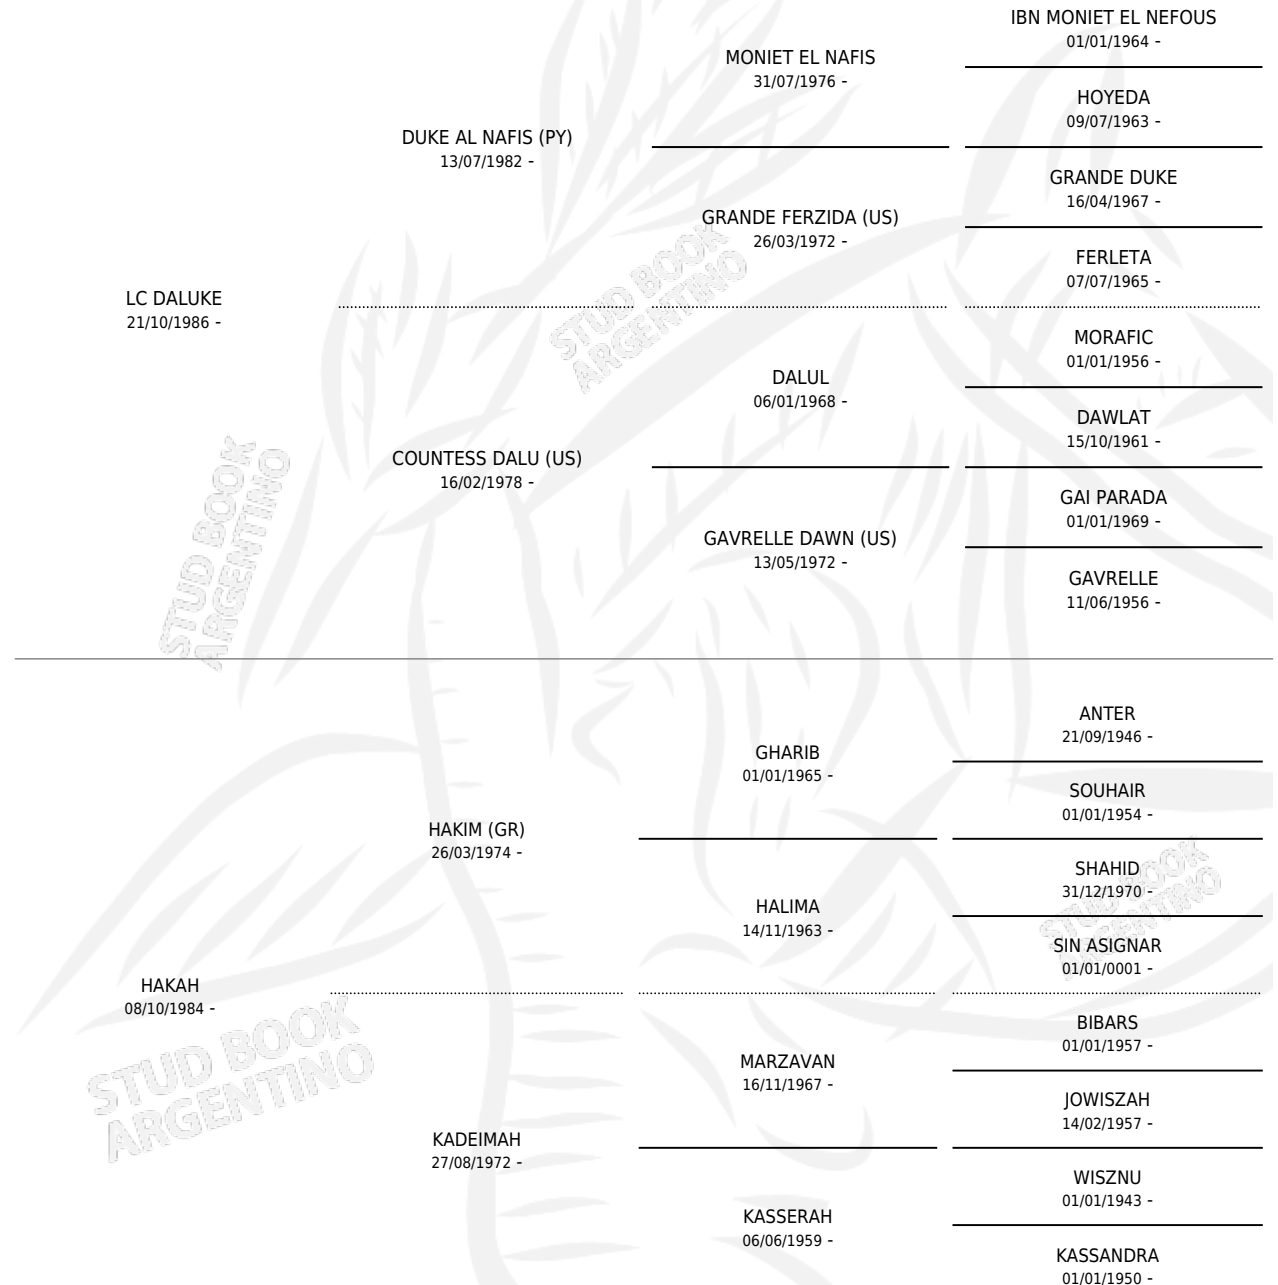 IBN MONIET EL NEFOUS
01/01/1964 -
MONIET EL NAFIS
31/07/1976 -
HOYEDA
09/07/1963 -
DUKE AL NAFIS (PY)
13/07/1982 -
GRANDE DUKE
16/04/1967 -
GRANDE FERZIDA (US)
26/03/1972 -
FERLETA
07/07/1965 -
LC DALUKE
21/10/1986 -
STUD BOOK
ARGENTINO
MORAFIC
01/01/1956 -
DALUL
06/01/1968 -
DAWLAT
15/10/1961 -
COUNTESS DALU (US)
16/02/1978 -
GAI PARADA
01/01/1969 -
GAVRELLE DAWN (US)
13/05/1972 -
GAVRELLE
11/06/1956 -
STUD BOOK
ARGENTINO
ANTER
21/09/1946 -
GHARIB
01/01/1965 -
SOUHAIR
01/01/1954 -
HAKIM (GR)
26/03/1974 -
SHAHID
31/12/1970 -
HALIMA
14/11/1963 -
STUD BOOK
ARGENTINO
SIN ASIGNAR
01/01/0001 -
HAKAH
08/10/1984 -
STUD BOOK
ARGENTINO
BIBARS
01/01/1957 -
MARZAVAN
16/11/1967 -
JOWISZAH
14/02/1957 -
KADEIMAH
27/08/1972 -
WISZNU
01/01/1943 -
KASSERAH
06/06/1959 -
KASSANDRA
01/01/1950 -